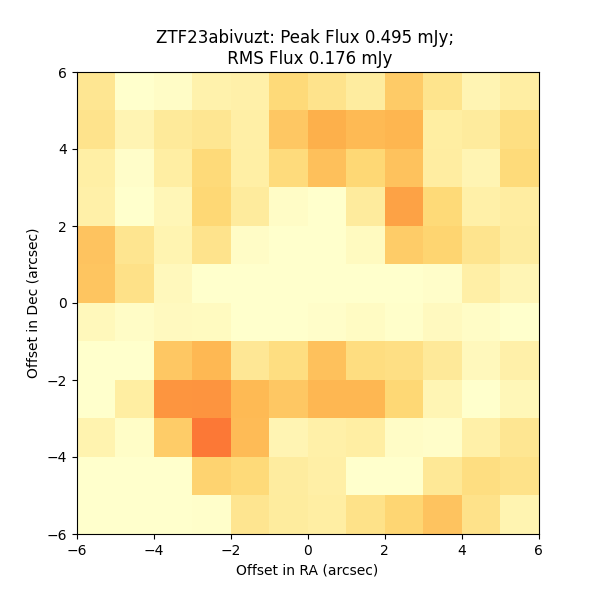 ZTF23abivuzt: Peak Flux 0.495 mJy;
RMS Flux 0.176 mJy
6
4
2
0
−2
−4
−6
Offset in Dec (arcsec)
−6 −4 −2 0 2 4 6
Offset in RA (arcsec)